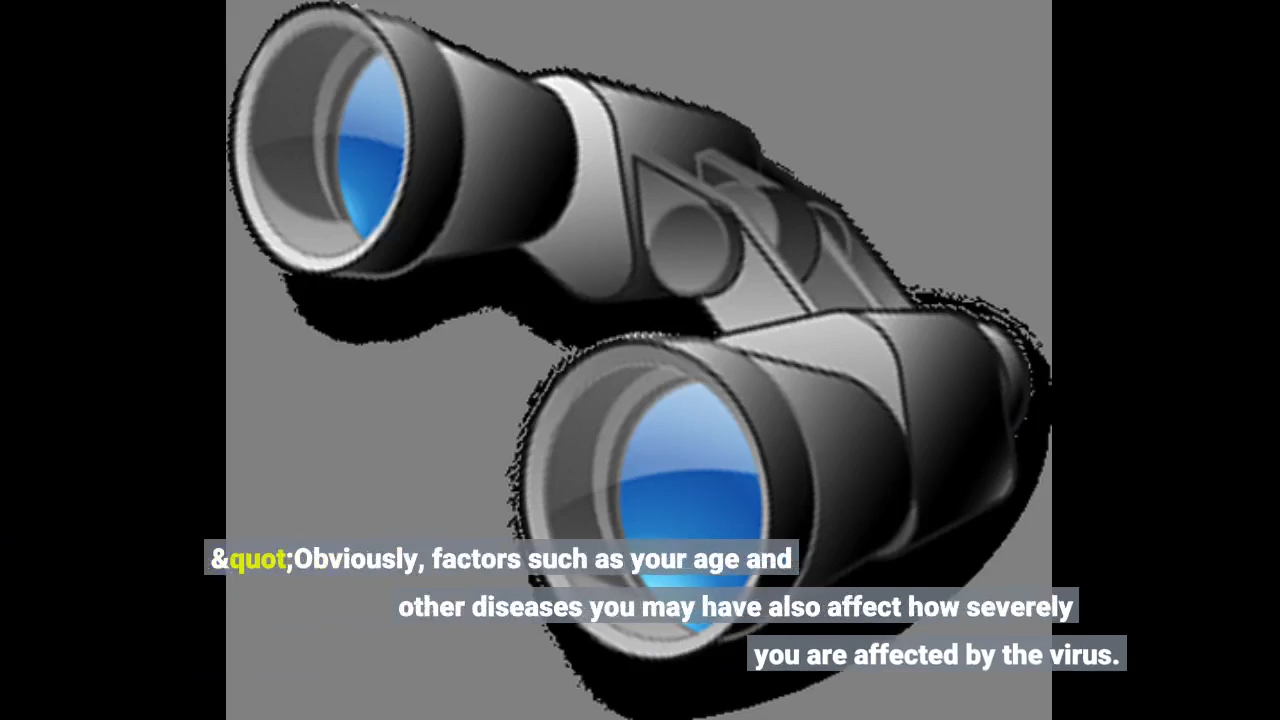 &quot;Obviously, factors such as your age and
other diseases you may have also affect how severely
you are affected by the virus.